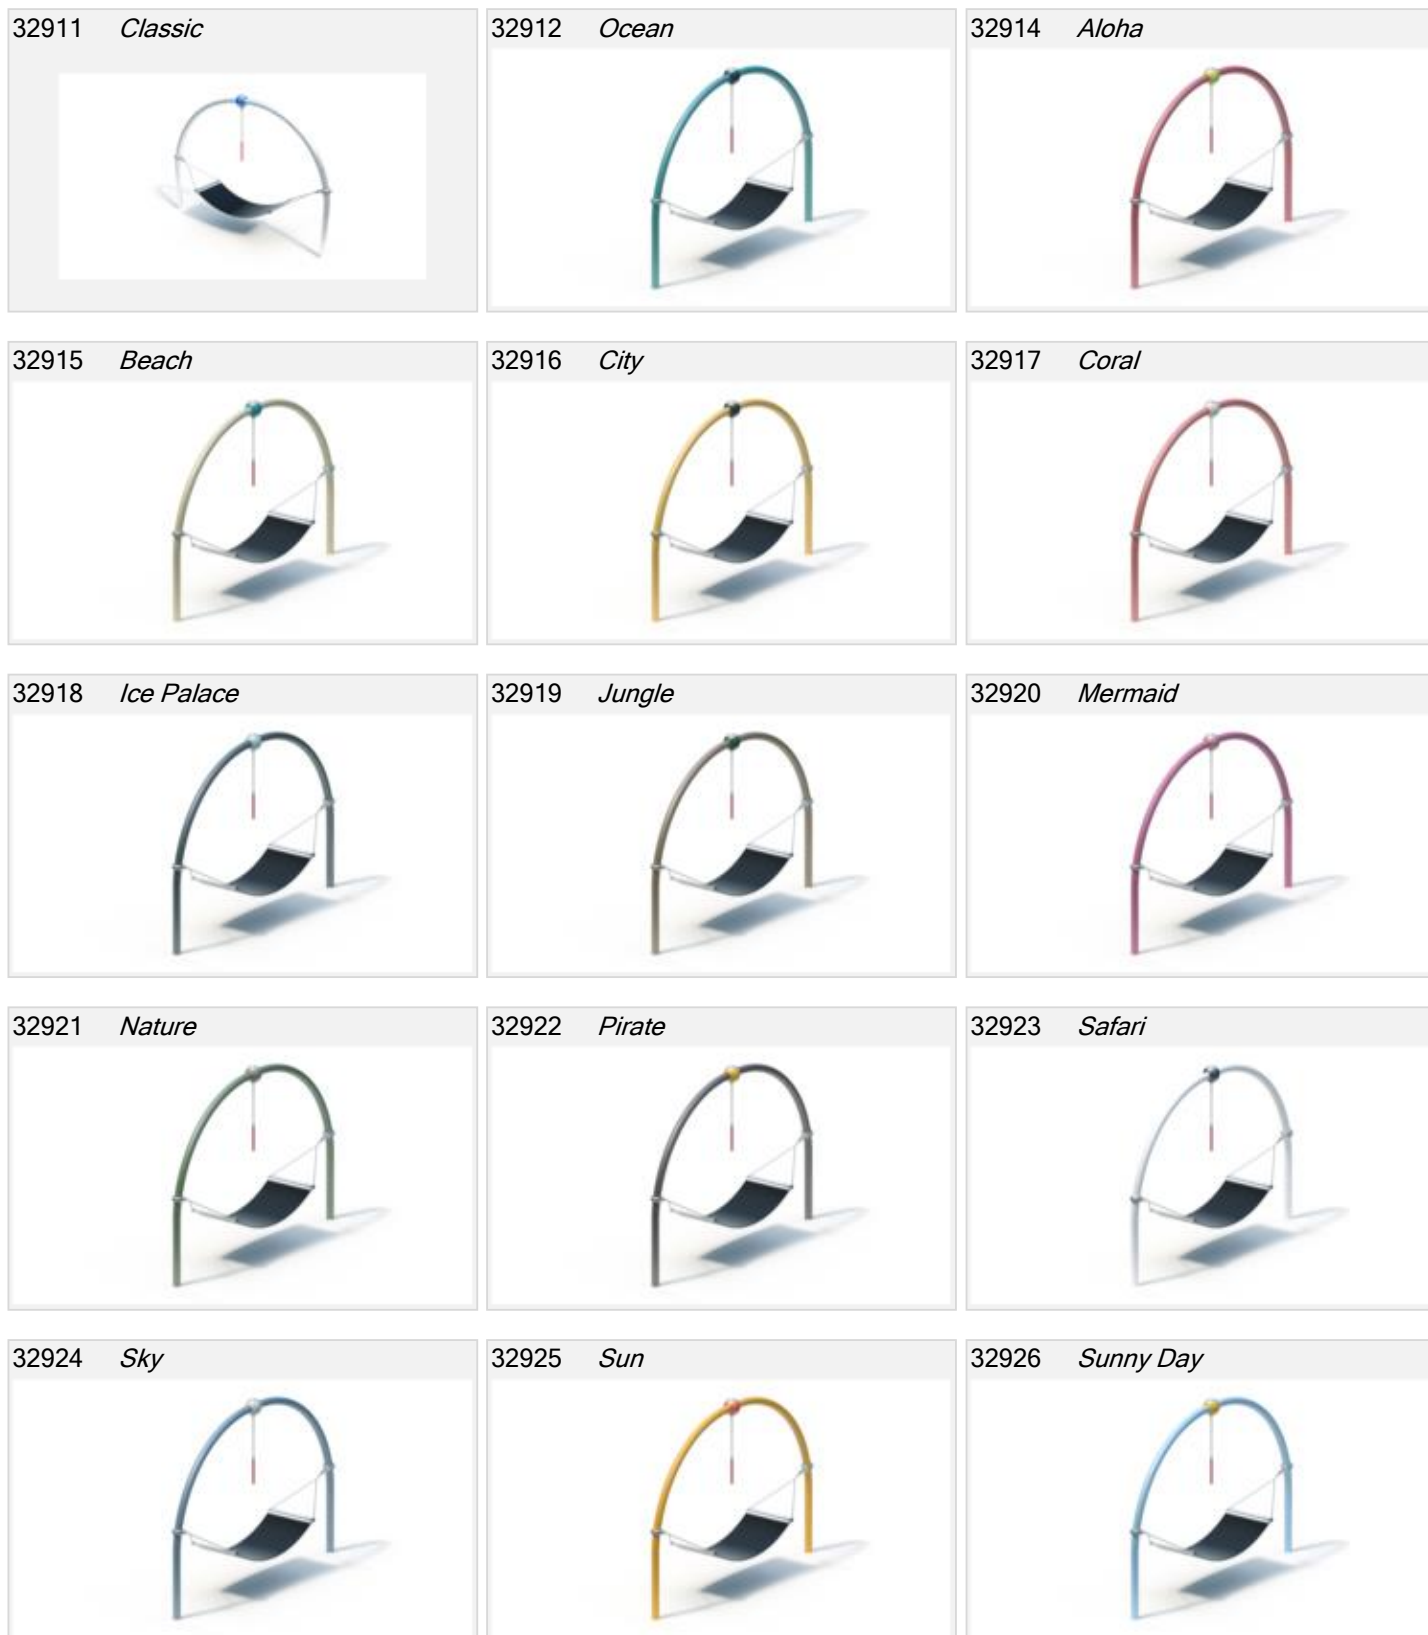 32911 Classic
32912 Ocean
32914 Aloha
32915 Beach
32916 City
32917 Coral
32918 Ice Palace
32919 Jungle
32920 Mermaid
32921 Nature
32922 Pirate
32923 Safari
32924 Sky
32925 Sun
32926 Sunny Day